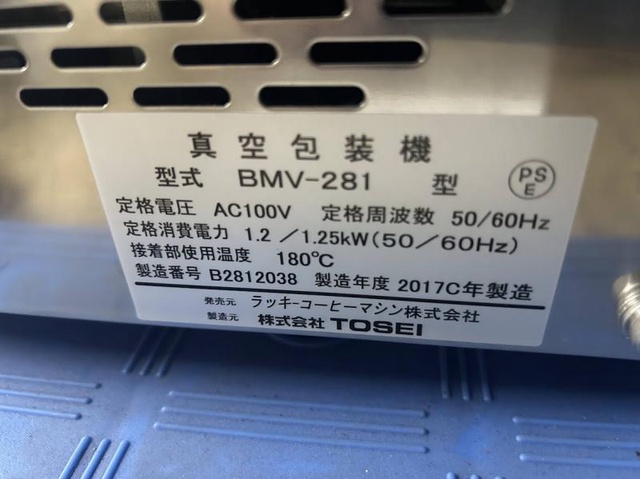 真空包装機
型式 BMV-281 型
PS
E
定格電圧 AC100V 定格周波数 50/60Hz
定格消費電力 1.2／1.25kW(50／60Hz)
接着部使用温度 180℃
製造番号 B2812038 製造年度 2017C年製造
発売元 ラッキーコーヒーマシン株式会社
製造元 株式会社 TOSEI